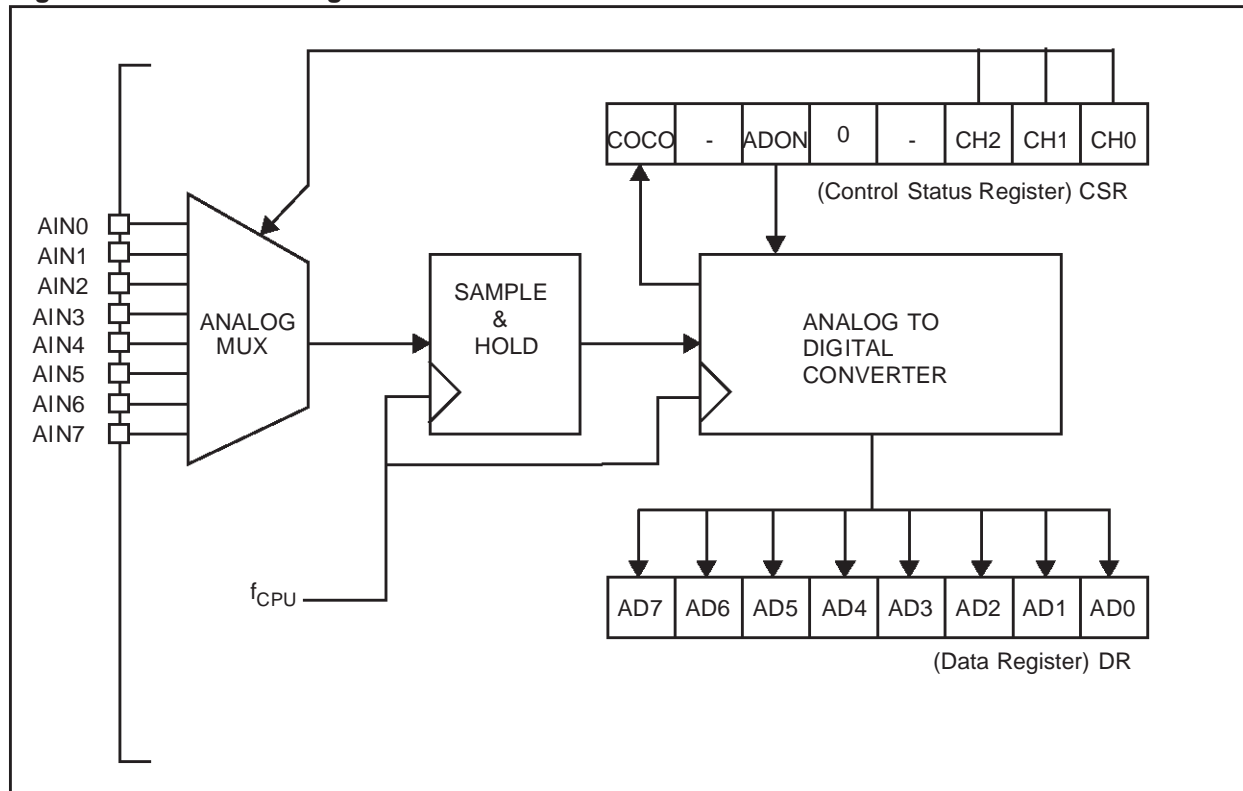 COCO - ADON 0 - CH2 CH1 CH0
(Control Status Register) CSR
AIN0
AIN1
AIN2
AIN3
AIN4
AIN5
AIN6
AIN7
ANALOG
MUX
SAMPLE
&
HOLD
ANALOG TO
DIGITAL
CONVERTER
fCPU
AD7 AD6 AD5 AD4 AD3 AD2 AD1 AD0
(Data Register) DR